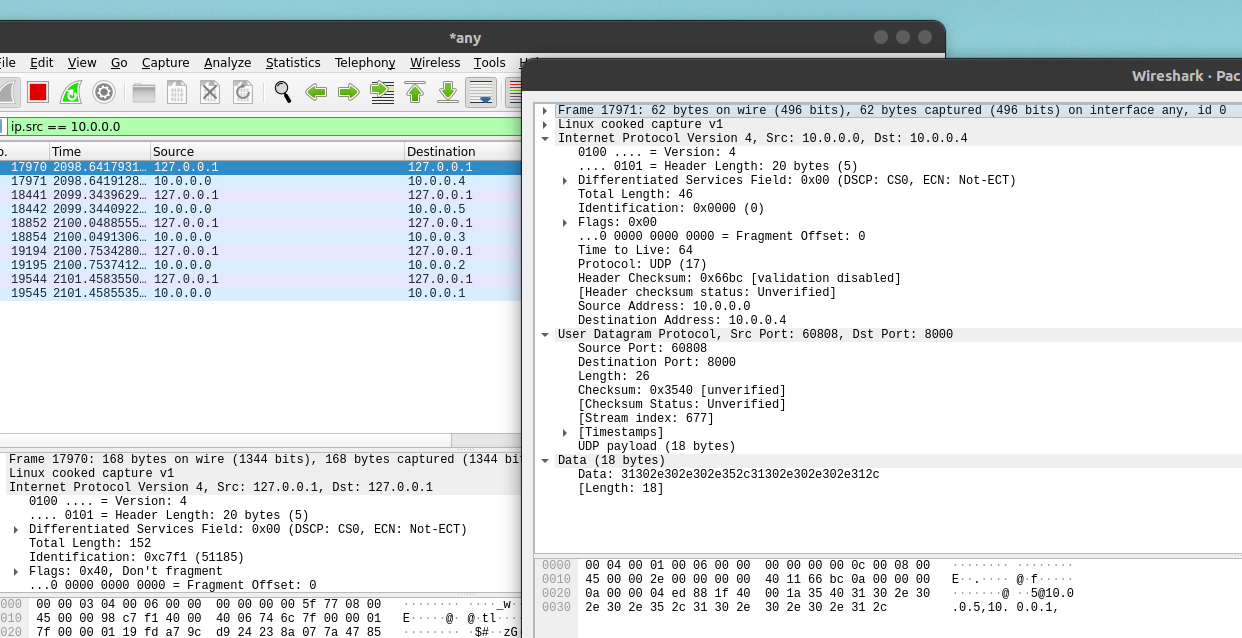 *any
ile Edit View Go Capture Analyze Statistics Telephony Wireless Tools
ip.src == 10.0.0.0
o. Time Source Destination
17970 2098.6417931… 127.0.0.1 127.0.0.1
17971 2098.6419128… 10.0.0.0 10.0.0.4
18441 2099.3439629… 127.0.0.1 127.0.0.1
18442 2099.3440922… 10.0.0.0 10.0.0.5
18852 2100.0488555… 127.0.0.1 127.0.0.1
18854 2100.0491306… 10.0.0.0 10.0.0.3
19194 2100.7534280… 127.0.0.1 127.0.0.1
19195 2100.7537412… 10.0.0.0 10.0.0.2
19544 2101.4583550… 127.0.0.1 127.0.0.1
19545 2101.4585535… 10.0.0.0 10.0.0.1
Frame 17970: 168 bytes on wire (1344 bits), 168 bytes captured (1344 bi
Linux cooked capture v1
Internet Protocol Version 4, Src: 127.0.0.1, Dst: 127.0.0.1
0100 .... = Version: 4
.... 0101 = Header Length: 20 bytes (5)
Differentiated Services Field: 0x00 (DSCP: CS0, ECN: Not-ECT)
Total Length: 152
Identification: 0xc7f1 (51185)
Flags: 0x40, Don't fragment
...0 0000 0000 0000 = Fragment Offset: 0
000 00 00 03 04 00 06 00 00 00 00 00 00 5f 77 08 00 ········ ····_w··
010 45 00 00 98 c7 f1 40 00 40 06 74 6c 7f 00 00 01 E·····@· @·tl····
020 7f 00 00 01 19 fd a7 9c d9 24 23 8a 07 7a 47 85 ········ ·$#··zG
Wireshark · Pac
Frame 17971: 62 bytes on wire (496 bits), 62 bytes captured (496 bits) on interface any, id 0
Linux cooked capture v1
Internet Protocol Version 4, Src: 10.0.0.0, Dst: 10.0.0.4
0100 .... = Version: 4
.... 0101 = Header Length: 20 bytes (5)
Differentiated Services Field: 0x00 (DSCP: CS0, ECN: Not-ECT)
Total Length: 46
Identification: 0x0000 (0)
Flags: 0x00
...0 0000 0000 0000 = Fragment Offset: 0
Time to Live: 64
Protocol: UDP (17)
Header Checksum: 0x66bc [validation disabled]
[Header checksum status: Unverified]
Source Address: 10.0.0.0
Destination Address: 10.0.0.4
User Datagram Protocol, Src Port: 60808, Dst Port: 8000
Source Port: 60808
Destination Port: 8000
Length: 26
Checksum: 0x3540 [unverified]
[Checksum Status: Unverified]
[Stream index: 677]
[Timestamps]
UDP payload (18 bytes)
Data (18 bytes)
Data: 31302e302e302e352c31302e302e302e312c
[Length: 18]
0000 00 04 00 01 00 06 00 00 00 00 00 00 0c 00 08 00 ········ ········
0010 45 00 00 2e 00 00 00 00 40 11 66 bc 0a 00 00 00 E··.···· @·f·····
0020 0a 00 00 04 ed 88 1f 40 00 1a 35 40 31 30 2e 30 ·······@ ··5@10.0
0030 2e 30 2e 35 2c 31 30 2e 30 2e 30 2e 31 2c .0.5,10. 0.0.1,